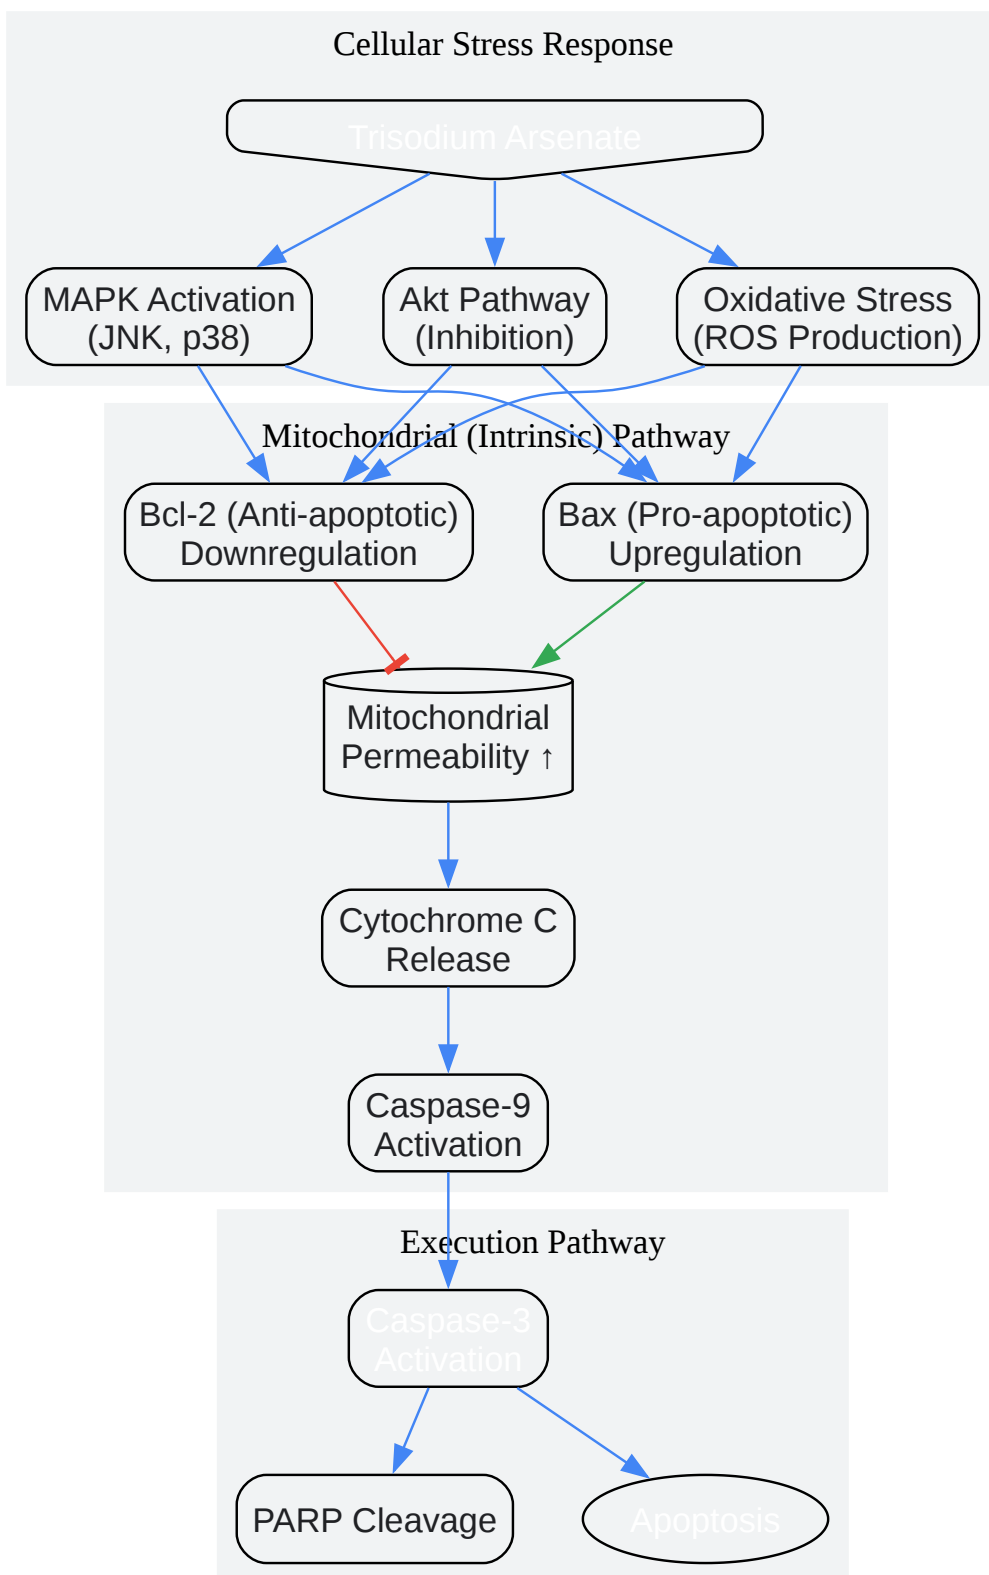 Cellular Stress Response
Trisodium Arsenate
MAPK Activation
(JNK, p38)
Akt Pathway
(Inhibition)
Oxidative Stress
(ROS Production)
Mitochondrial (Intrinsic) Pathway
Bcl-2 (Anti-apoptotic)
Downregulation
Bax (Pro-apoptotic)
Upregulation
Mitochondrial
Permeability ↑
Cytochrome C
Release
Caspase-9
Activation
Execution Pathway
Caspase-3
Activation
PARP Cleavage
Apoptosis